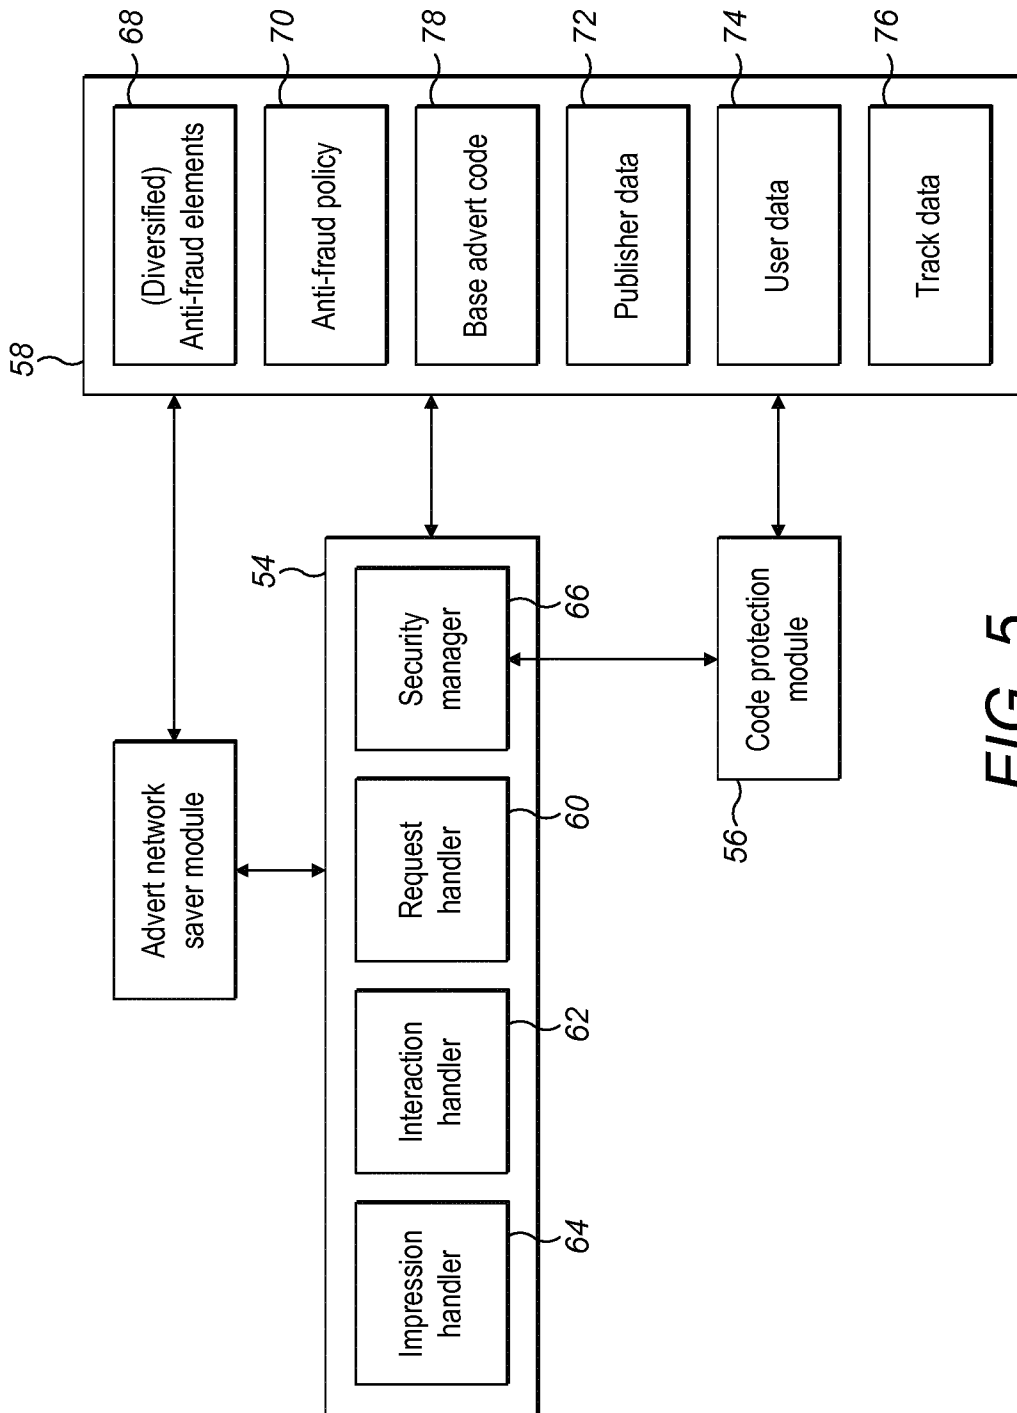 58
68
(Diversified)
Anti-fraud elements
70
Anti-fraud policy
78
Base advert code
72
Publisher data
74
User data
76
Track data
Advert network
saver module
54
Impression
handler
64
Interaction
handler
62
Request
handler
60
Security
manager
66
Code protection
module
56
FIG. 5